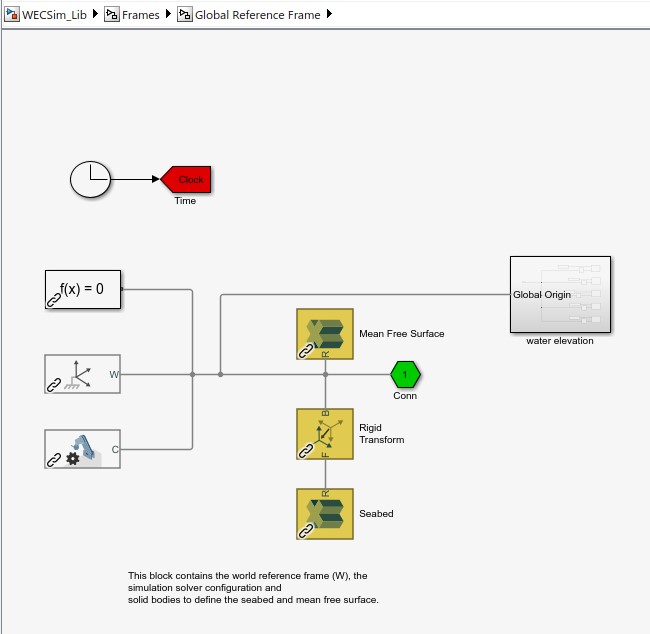 WECSim_Lib Frames Global Reference Frame
Clock
Time
f(x) = 0
Global Origin
water elevation
Mean Free Surface
R
W
1
Conn
B
Rigid
Transform
F
C
R
Seabed
This block contains the world reference frame (W), the
simulation solver configuration and
solid bodies to define the seabed and mean free surface.